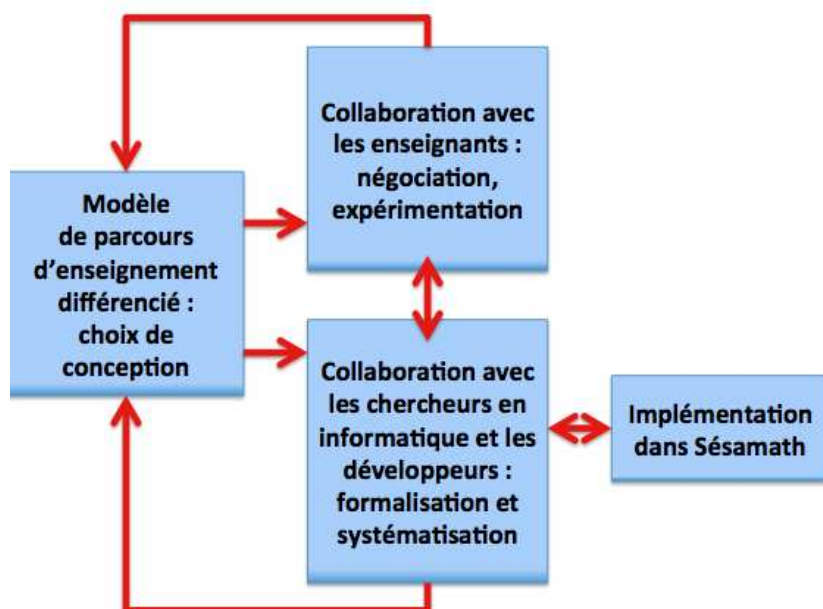 Modèle
de parcours
d'enseignement
différencié :
choix de
conception
Collaboration avec
les enseignants :
négociation,
expérimentation
Collaboration avec
les chercheurs en
informatique et les
développeurs :
formalisation et
systématisation
Implémentation
dans Sésamath